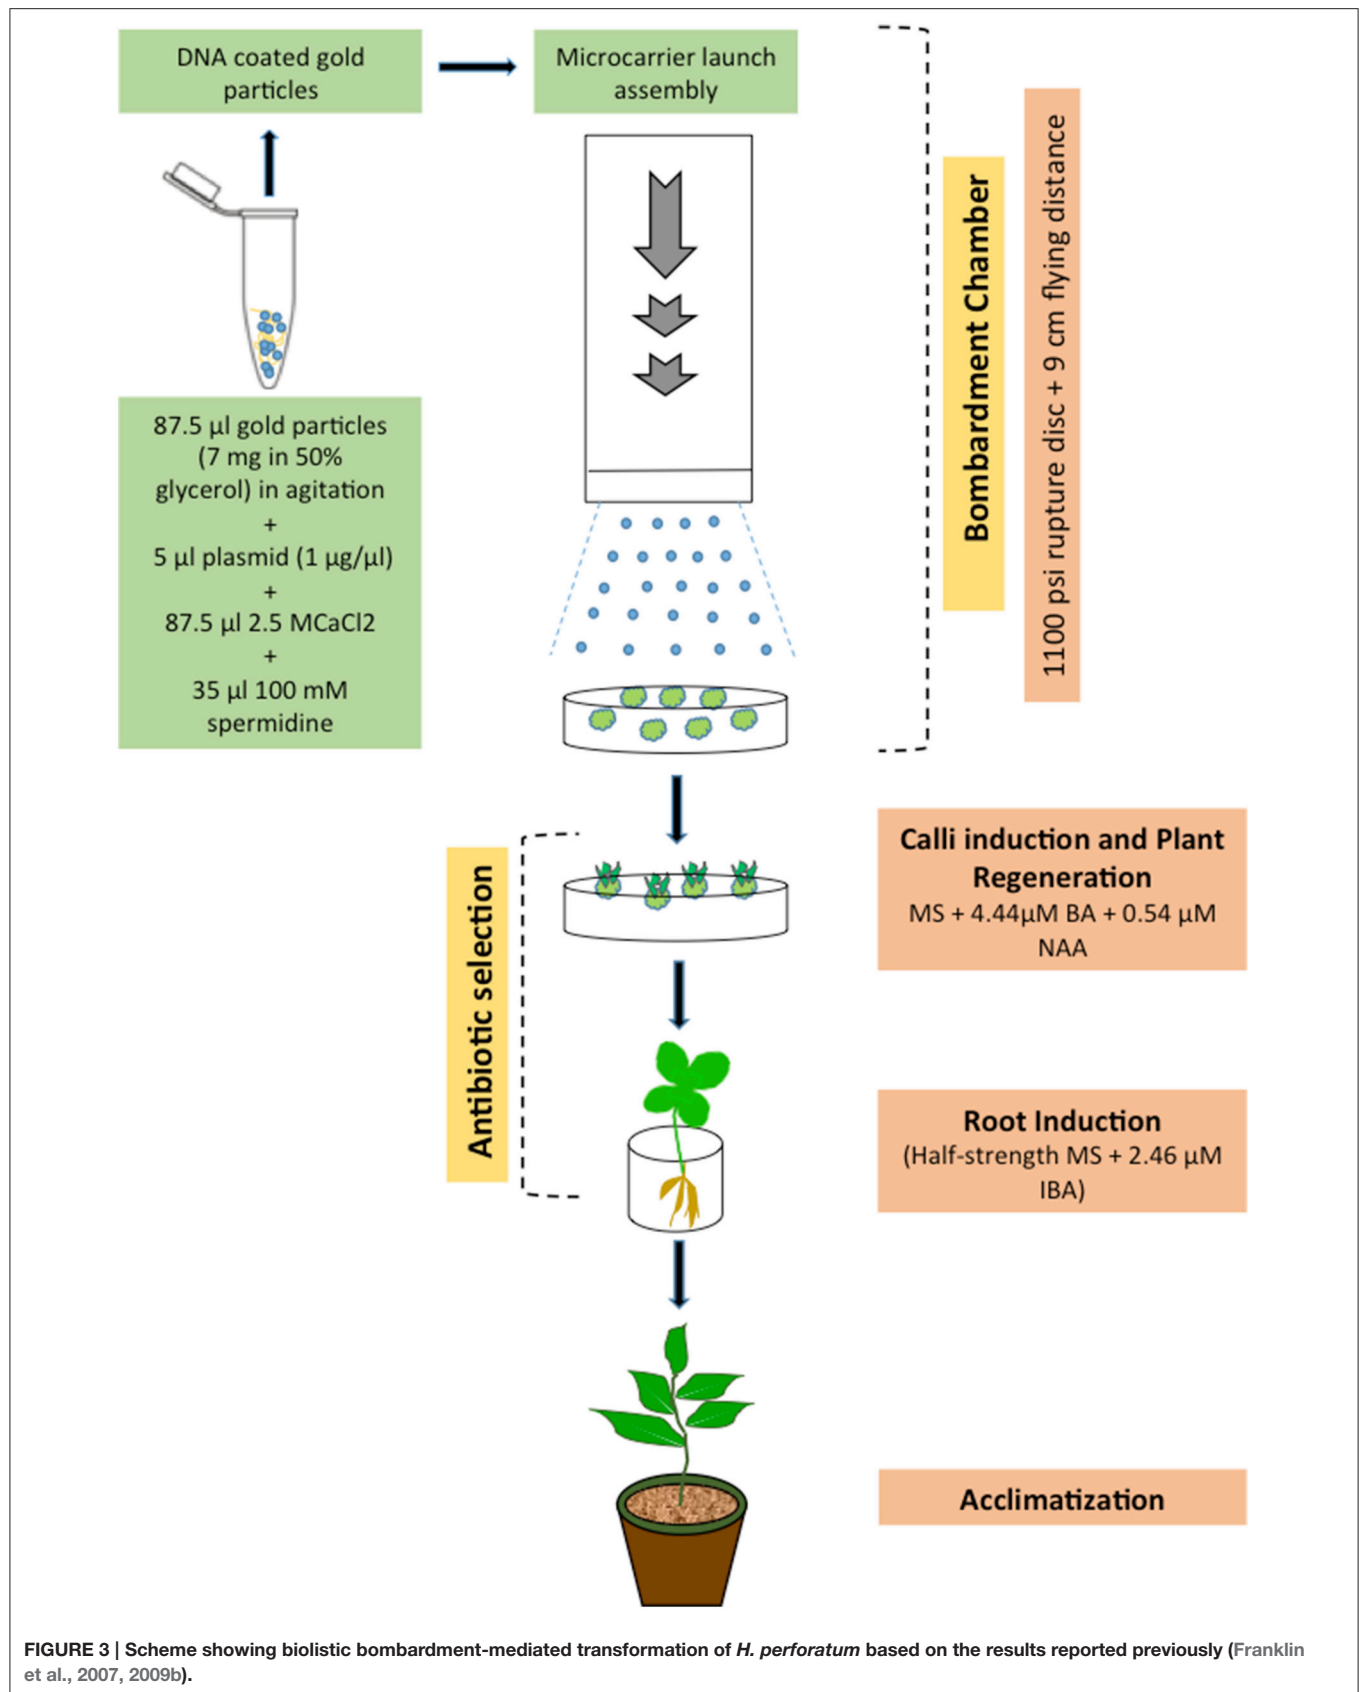 DNA coated gold
particles
Microcarrier launch
assembly
87.5 µl gold particles
(7 mg in 50%
glycerol) in agitation
+
5 µl plasmid (1 µg/µl)
+
87.5 µl 2.5 MCaCl2
+
35 µl 100 mM
spermidine
Bombardment Chamber
1100 psi rupture disc + 9 cm flying distance
Antibiotic selection
Calli induction and Plant
Regeneration
MS + 4.44µM BA + 0.54 µM
NAA
Root Induction
(Half-strength MS + 2.46 µM
IBA)
Acclimatization
FIGURE 3 | Scheme showing biolistic bombardment-mediated transformation of H. perforatum based on the results reported previously (Franklin
et al., 2007, 2009b).